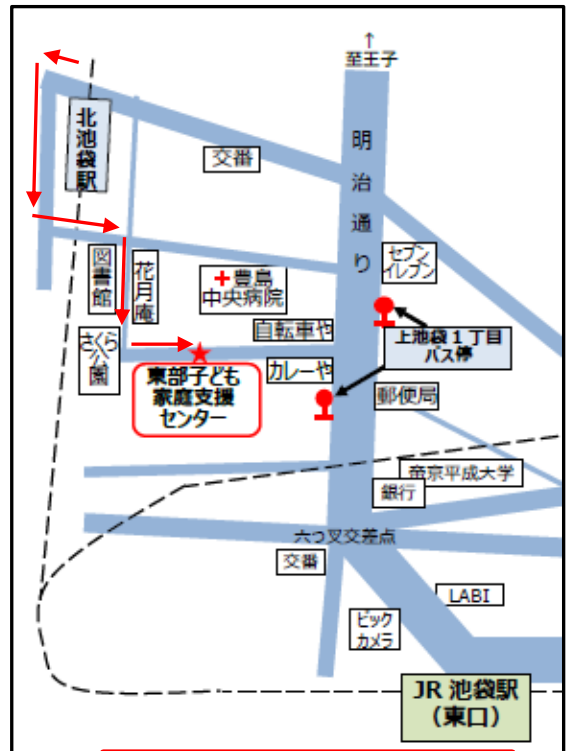 ↑
至王子
北池袋駅
交番
明治通り
セブン
イレブン
図書館
花月庵
豊島
中央病院
自転車や
上池袋1丁目
バス停
さくら公園
カレーや
東部子ども
家庭支援
センター
郵便局
帝京平成大学
銀行
六つ叉交差点
交番
LABI
ビック
カメラ
JR 池袋駅
（東口）